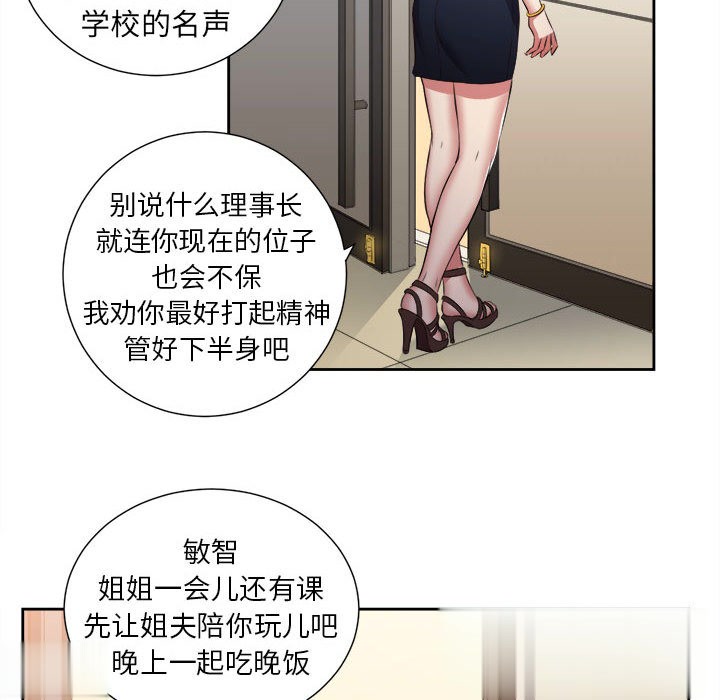 学校的名声
别说什么理事长
就连你现在的位子
也会不保
我劝你最好打起精神
管好下半身吧
敏智
姐姐一会儿还有课
先让姐夫陪你玩儿吧
晚上一起吃晚饭